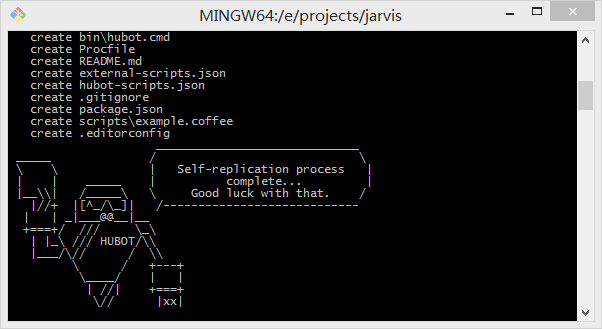 MINGW64:/e/projects/jarvis
create bin\hubot.cmd
create Procfile
create README.md
create external-scripts.json
create hubot-scripts.json
create .gitignore
create package.json
create scripts\example.coffee
create .editorconfig
Self-replication process
complete...
Good luck with that.
HUBOT